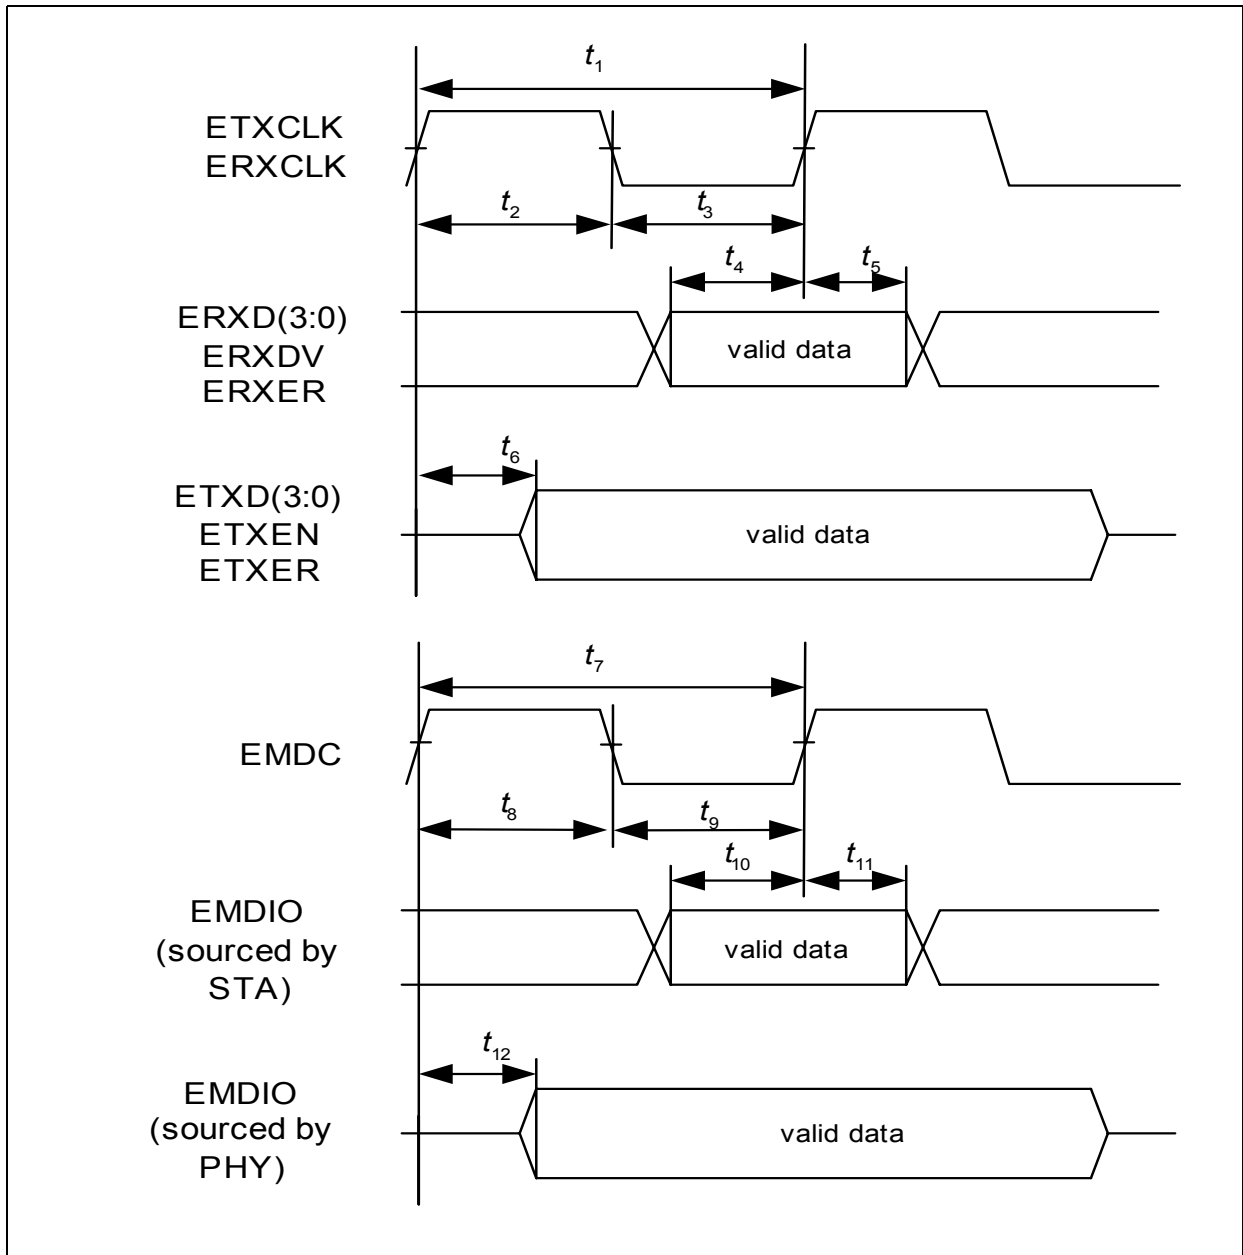 t1
ETXCLK
ERXCLK
t2
t3
t4
t5
ERXD(3:0)
ERXDV
ERXER
valid data
t6
ETXD(3:0)
ETXEN
ETXER
valid data
t7
EMDC
t8
t9
t10
t11
EMDIO
(sourced by
STA)
valid data
t12
EMDIO
(sourced by
PHY)
valid data